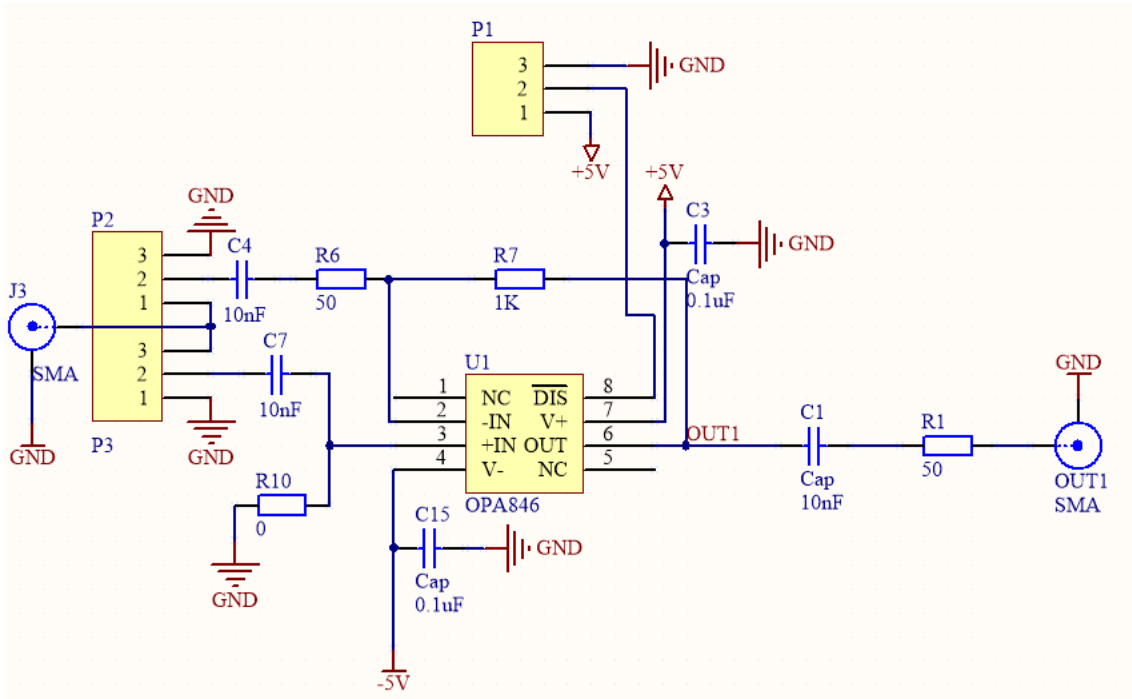 P1
3
GND
2
1
+5V
+5V
GND
P2
C3
GND
3
C4
R6
R7
Cap
2
0.1uF
J3
1
10nF
50
1K
C7
3
SMA
2
10nF
1
P3
GND
GND
U1
1
NC
DIS
8
2
-IN
V+
7
3
+IN
OUT
6
OUT1
4
V-
NC
5
OPA846
GND
C1
R1
Cap
10nF
50
OUT1
SMA
R10
0
GND
C15
GND
Cap
0.1uF
-5V